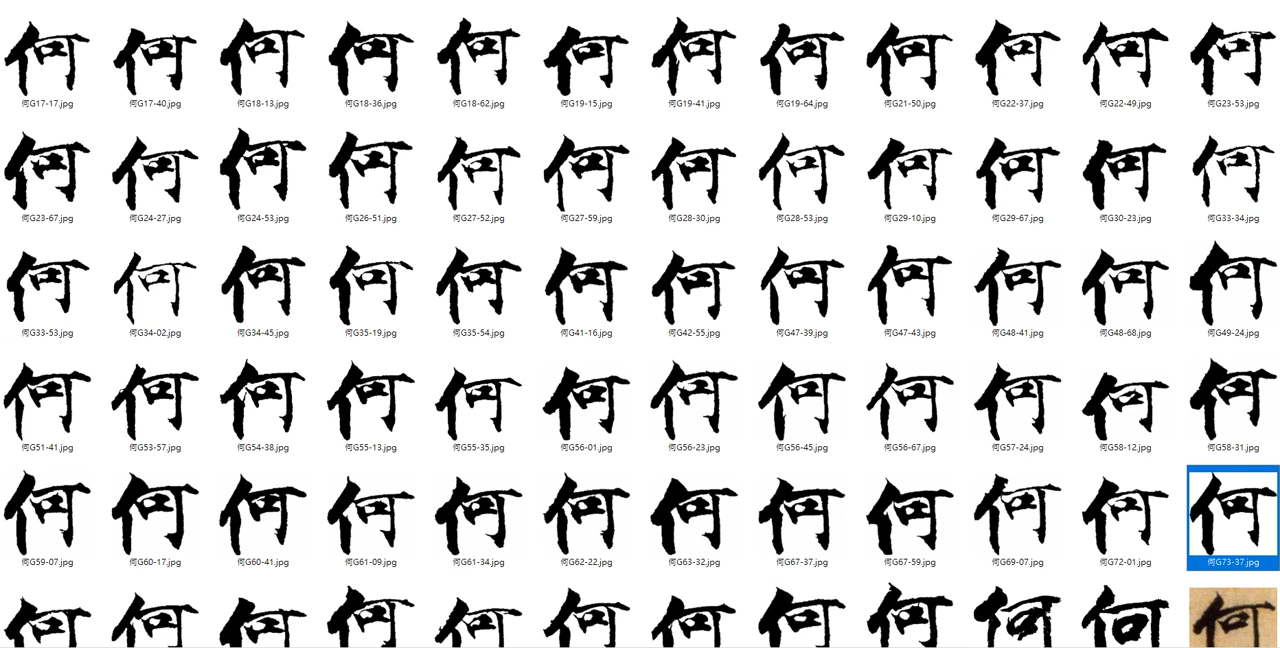 何 何 何 何 何 何 何 何 何 何 何 何
何G17-17.jpg 何G17-40.jpg 何G18-13.jpg 何G18-36.jpg 何G18-62.jpg 何G19-15.jpg 何G19-41.jpg 何G19-64.jpg 何G21-50.jpg 何G22-37.jpg 何G22-49.jpg 何G23-53.jpg
何 何 何 何 何 何 何 何 何 何 何 何
何G23-67.jpg 何G24-27.jpg 何G24-53.jpg 何G26-51.jpg 何G27-52.jpg 何G27-59.jpg 何G28-30.jpg 何G28-53.jpg 何G29-10.jpg 何G29-67.jpg 何G30-23.jpg 何G33-34.jpg
何 何 何 何 何 何 何 何 何 何 何 何
何G33-53.jpg 何G34-02.jpg 何G34-45.jpg 何G35-19.jpg 何G35-54.jpg 何G41-16.jpg 何G42-55.jpg 何G47-39.jpg 何G47-43.jpg 何G48-41.jpg 何G48-68.jpg 何G49-24.jpg
何 何 何 何 何 何 何 何 何 何 何 何
何G51-41.jpg 何G53-57.jpg 何G54-38.jpg 何G55-13.jpg 何G55-35.jpg 何G56-01.jpg 何G56-23.jpg 何G56-45.jpg 何G56-67.jpg 何G57-24.jpg 何G58-12.jpg 何G58-31.jpg
何 何 何 何 何 何 何 何 何 何 何 何
何G59-07.jpg 何G60-17.jpg 何G60-41.jpg 何G61-09.jpg 何G61-34.jpg 何G62-22.jpg 何G63-32.jpg 何G67-37.jpg 何G67-59.jpg 何G69-07.jpg 何G72-01.jpg 何G73-37.jpg
何 何 何 何 何 何 何 何 何 何 何 何